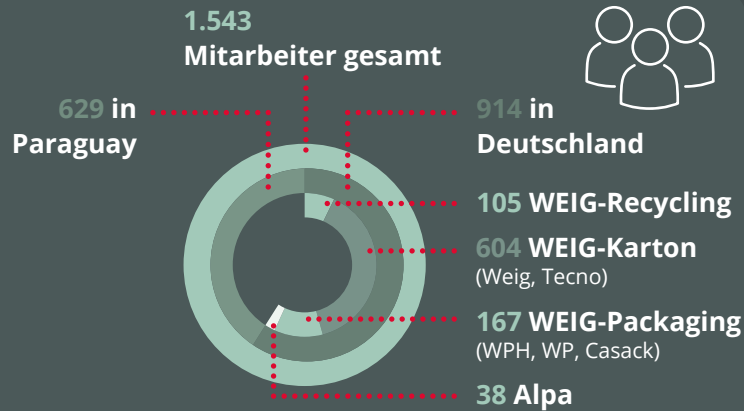 1.543
Mitarbeiter gesamt
629 in
Paraguay
914 in
Deutschland
105 WEIG-Recycling
604 WEIG-Karton
(Weig, Tecno)
167 WEIG-Packaging
(WPH, WP, Casack)
38 Alpa